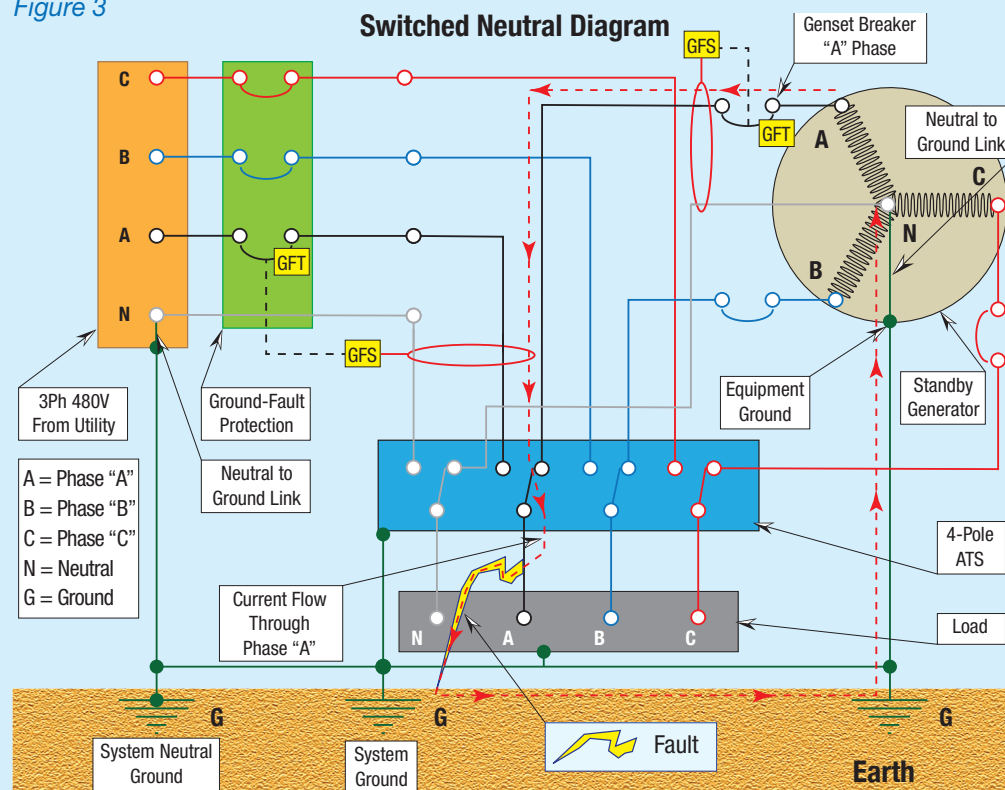 Figure 3
Switched Neutral Diagram
GFS
Genset Breaker
“A” Phase
C
GFT
A
Neutral to
Ground Link
B
C
A
GFT
N
B
N
GFS
3Ph 480V
From Utility
Ground-Fault
Protection
Equipment
Ground
Standby
Generator
Neutral to
Ground Link
A = Phase “A”
B = Phase “B”
C = Phase “C”
N = Neutral
G = Ground
4-Pole
ATS
Current Flow
Through
Phase “A”
N A B C
Load
G G G
System Neutral
Ground
System
Ground
Fault
Earth